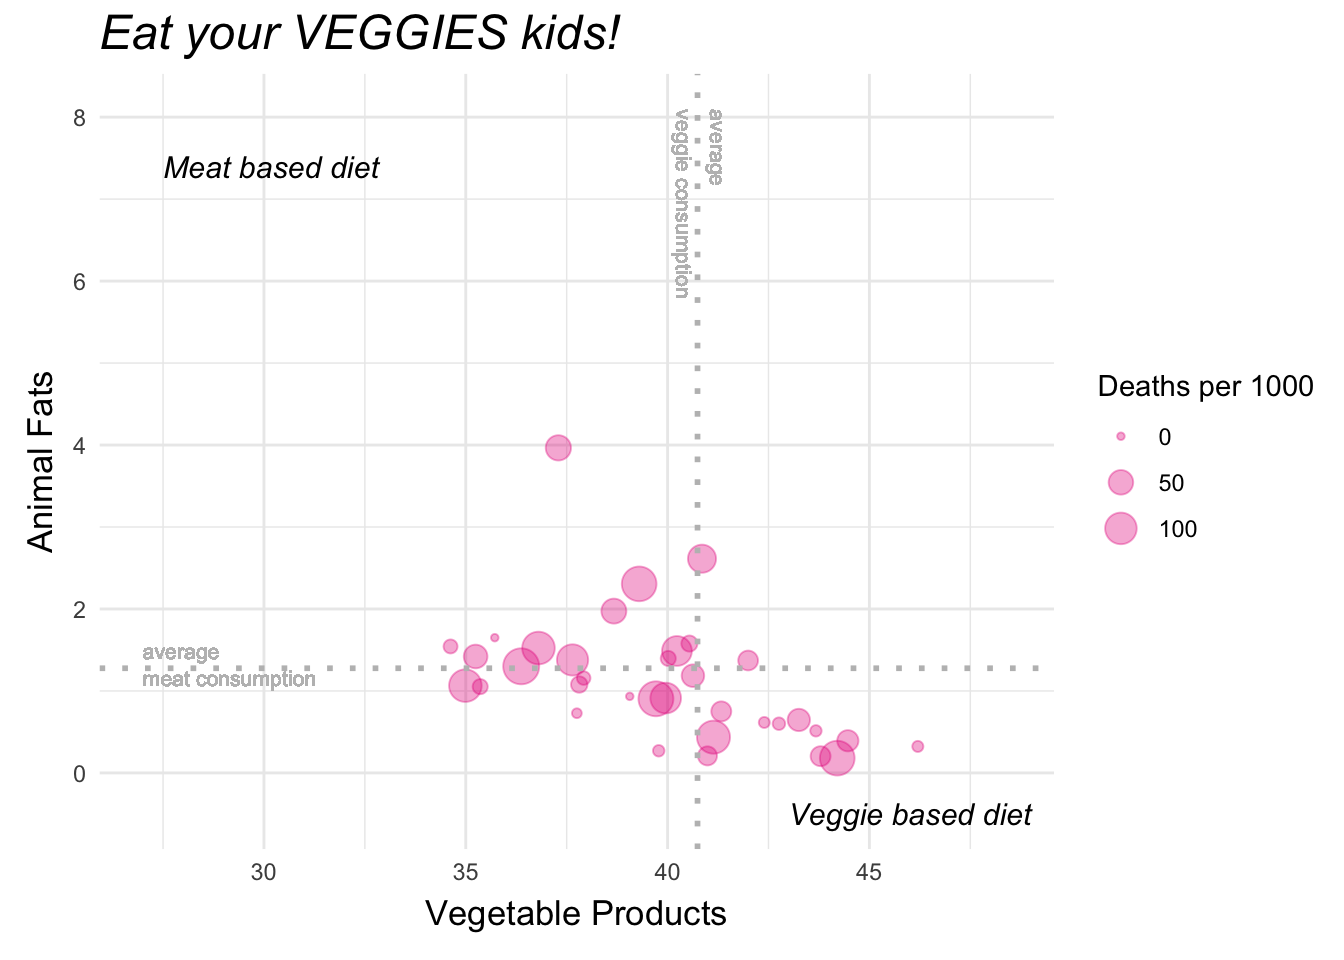 Eat your VEGGIES kids!
8
6
4
2
0
Animal Fats
Meat based diet
average
veggie consumption
average
meat consumption
Veggie based diet
30
35
40
45
Vegetable Products
Deaths per 1000
0
50
100